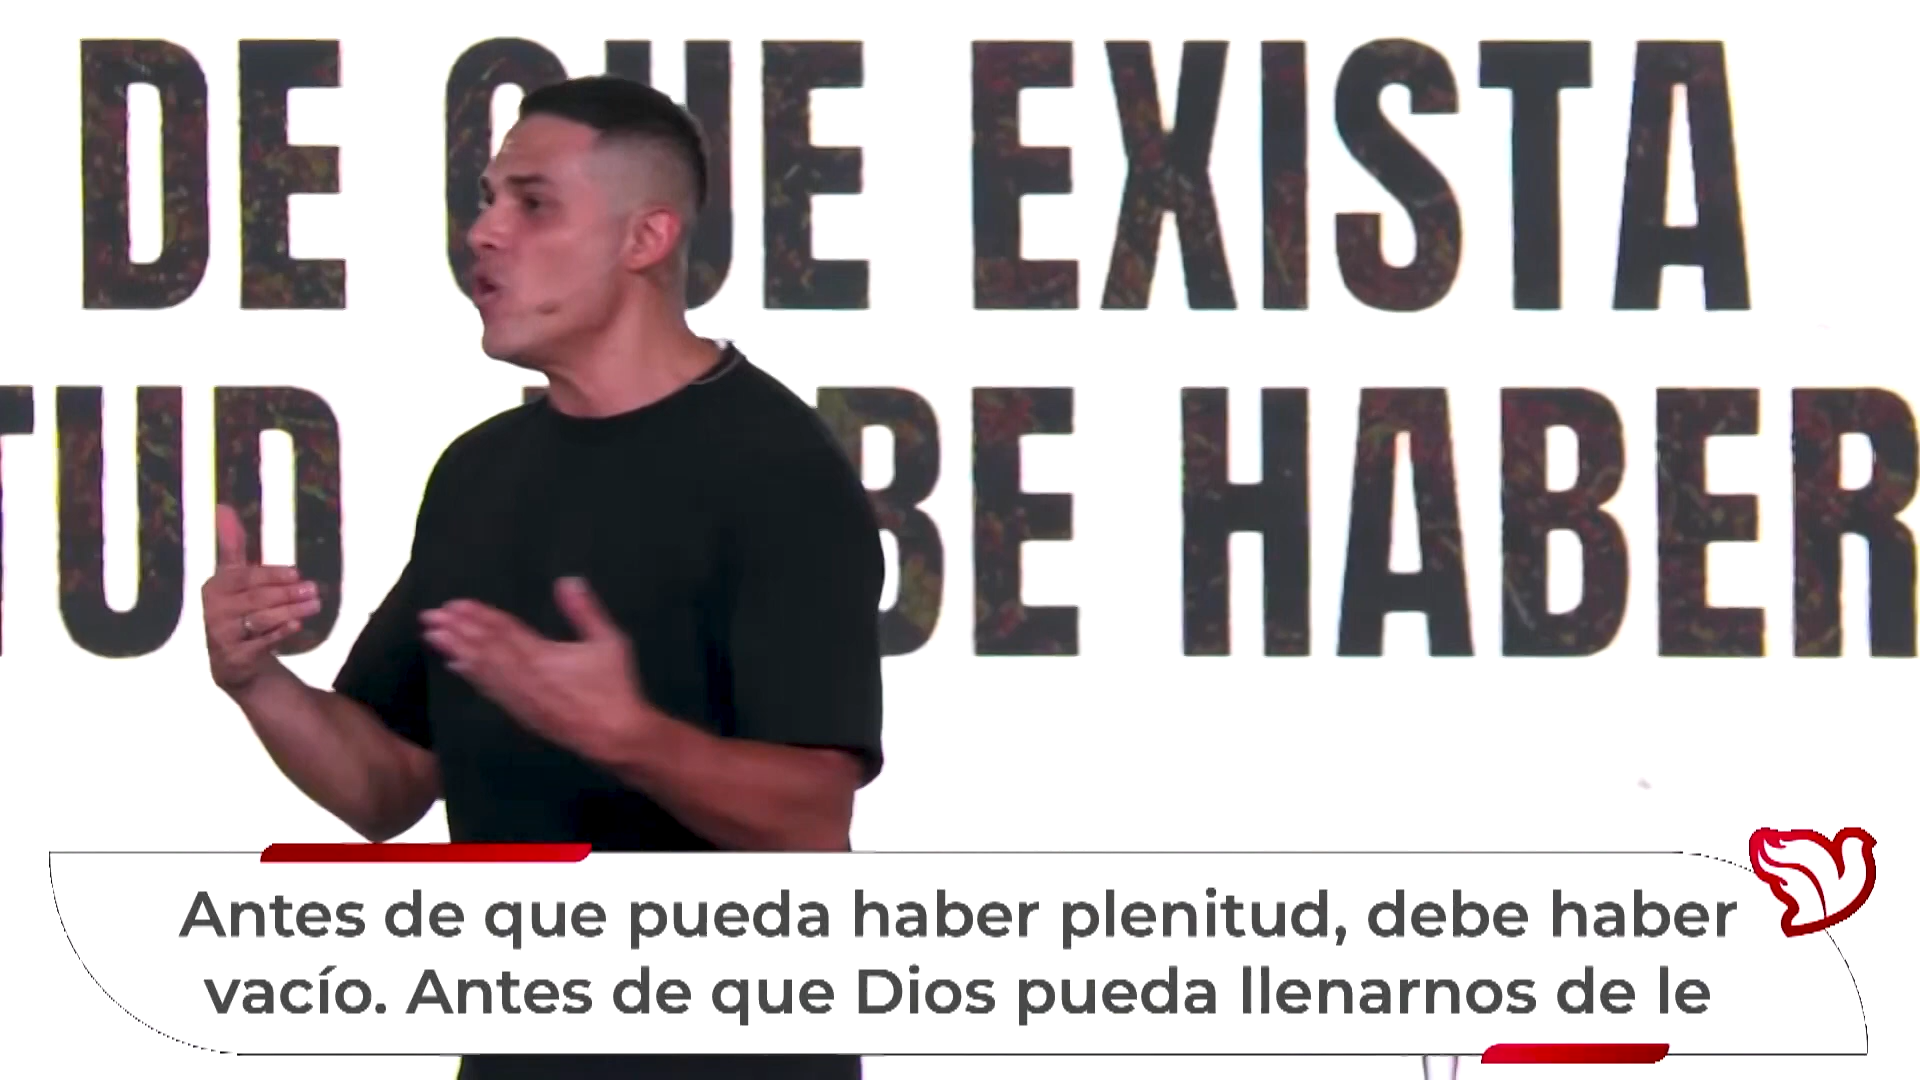 DE QUE EXISTA
TUD DEBE HABER
Antes de que pueda haber plenitud, debe haber
vacío. Antes de que Dios pueda llenarnos de le